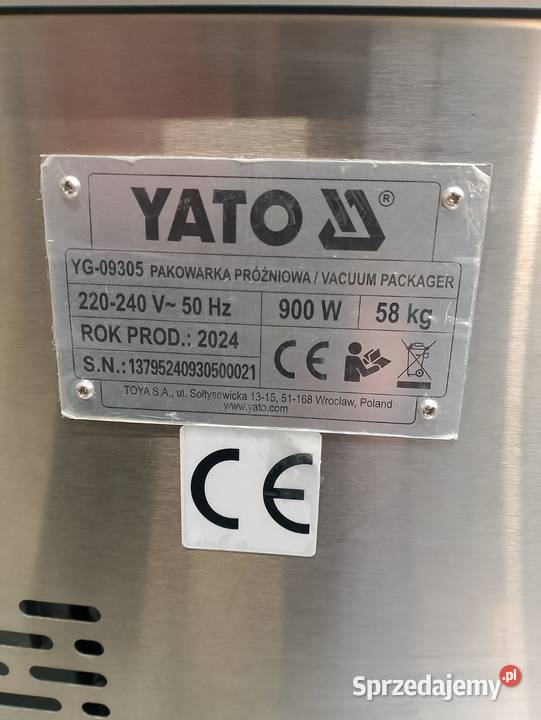 YATO ®
YG-09305 PAKOWARKA PRÓŻNIOWA / VACUUM PACKAGER
220-240 V~ 50 Hz 900 W 58 kg
ROK PROD.: 2024
S.N.: 13795240930500021
CE
TOYA S.A., ul. Sołtysowicka 13-15, 51-168 Wrocław, Poland
www.yato.com
CE
Sprzedajemy.pl